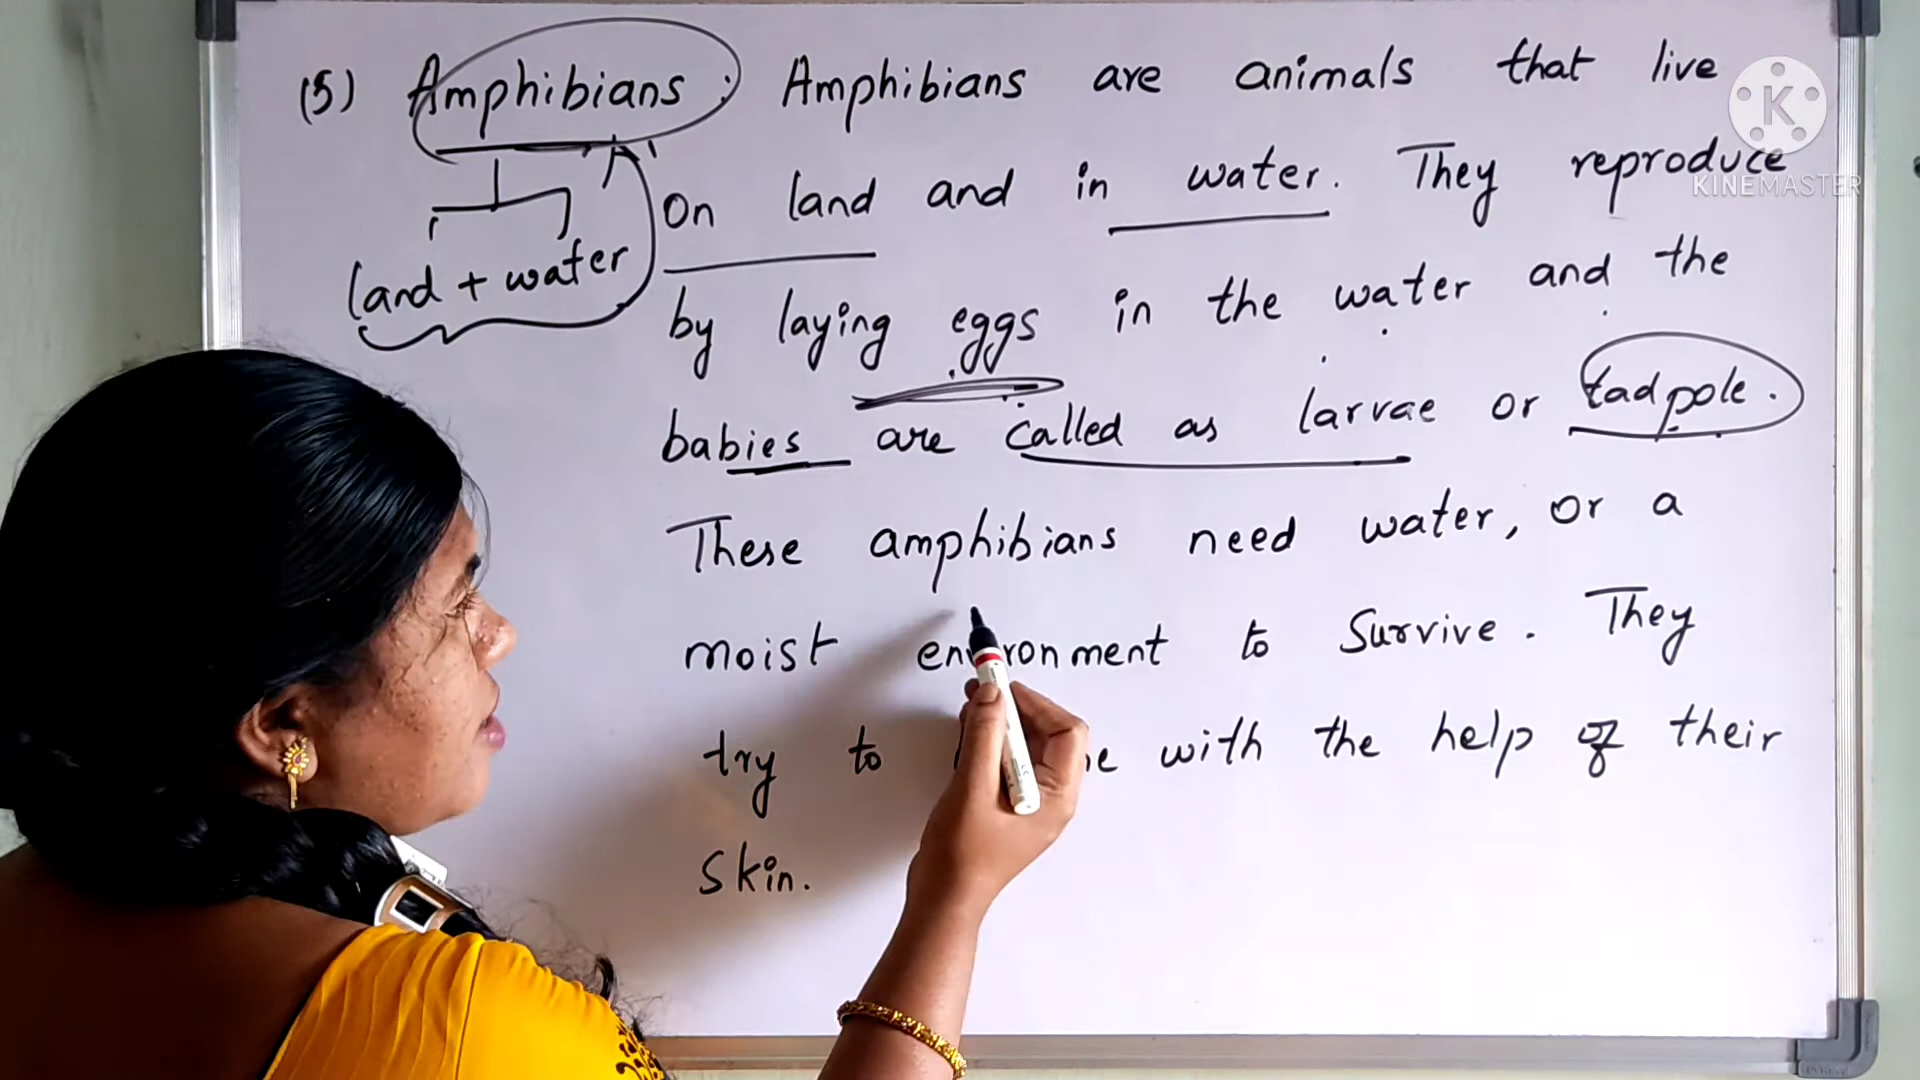 (5) Amphibians : Amphibians are animals that live
on land and in water. They reproduce
land + water
by laying eggs in the water and the
babies are called as larvae or tadpole.
These amphibians need water, or a
moist environment to survive. They
try to with the help of their
skin.
K
KINEMASTER